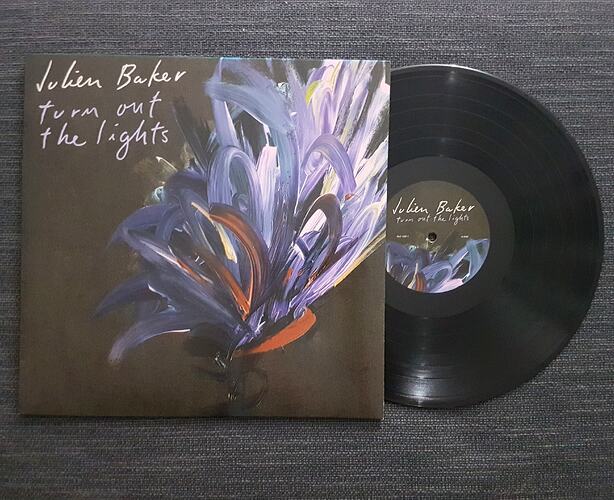 Julien Baker
turn out
the lights
Julien Baker
turn out the lights